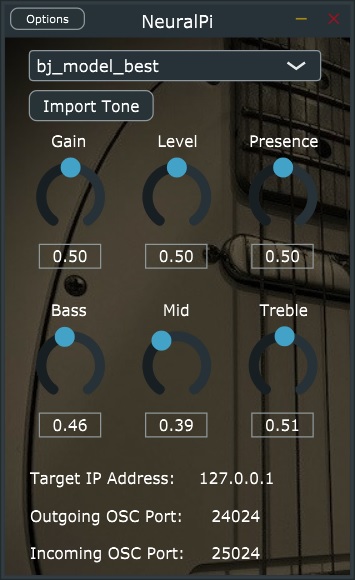 Options NeuralPi
bj_model_best
Import Tone
Gain Level Presence
0.50 0.50 0.50
Bass Mid Treble
0.46 0.39 0.51
Target IP Address: 127.0.0.1
Outgoing OSC Port: 24024
Incoming OSC Port: 25024